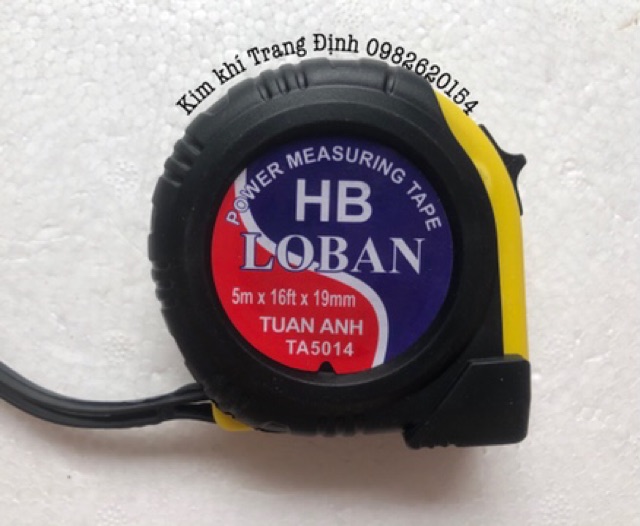 Kim khí Trang Định 0982620154
POWER MEASURING TAPE
HB
LOBAN
5m x 16ft x 19mm
TUAN ANH
TA5014